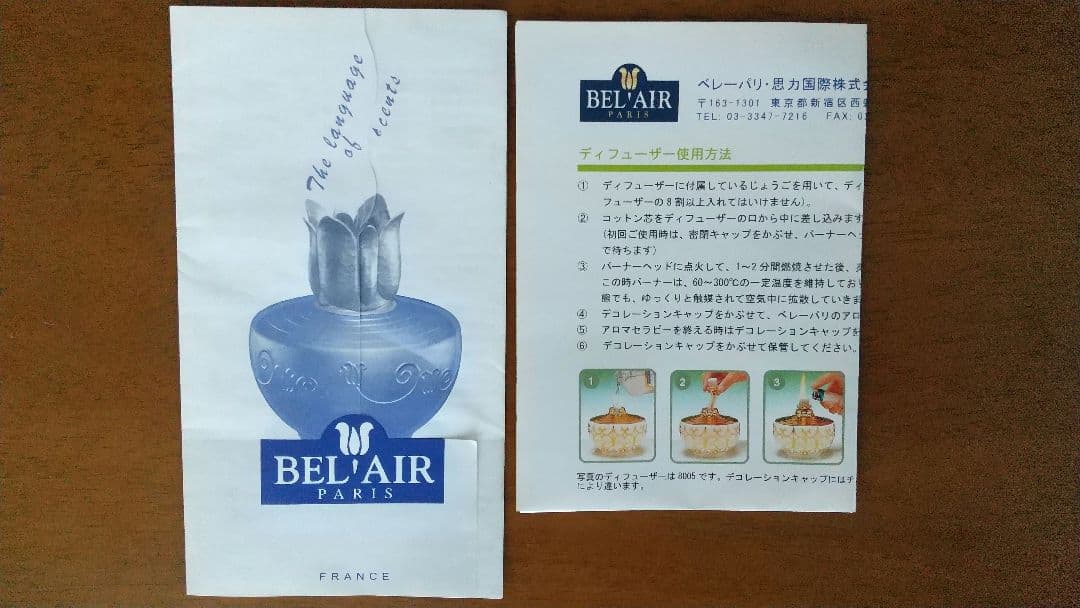 The language
of scents
BEL'AIR
PARIS
FRANCE
BEL'AIR
PARIS
ベレーパリ・思力国際株式
〒163-1301 東京都新宿区西
TEL: 03-3347-7216 FAX: 03
ディフューザー使用方法
① ディフューザーに付属しているじょうごを用いて、ディ
フューザーの8割以上入れてはいけません)。
② コットン芯をディフューザーの口から中に差し込みます
(初回ご使用時は、密閉キャップをかぶせ、バーナーヘッ
で待ちます)
③ バーナーヘッドに点火して、1~2分間燃焼させた後、
この時バーナーは、60~300℃の一定温度を維持しており
態でも、ゆっくりと触媒されて空気中に拡散していきま
④ デコレーションキャップをかぶせて、ベレーパリのアロ
⑤ アロマセラピーを終える時はデコレーションキャップを
⑥ デコレーションキャップをかぶせて保管してください。
1 2 3
写真のディフューザーは8005です。デコレーションキャップにはチ
により違います。